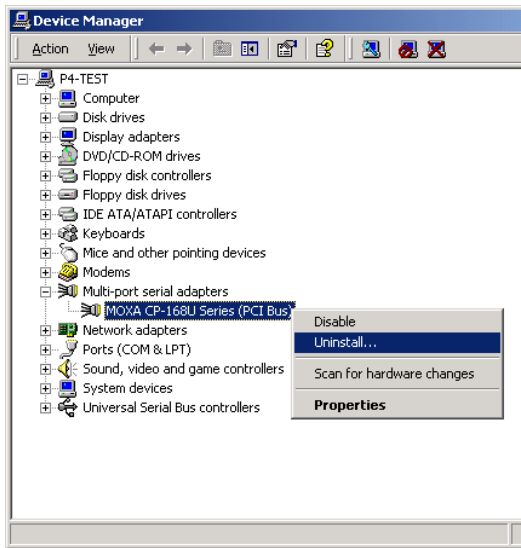 Device Manager
Action View
P4-TEST
Computer
Disk drives
Display adapters
DVD/CD-ROM drives
Floppy disk controllers
Floppy disk drives
IDE ATA/ATAPI controllers
Keyboards
Mice and other pointing devices
Modems
Multi-port serial adapters
MOXA CP-168U Series (PCI Bus)
Network adapters
Ports (COM & LPT)
Sound, video and game controllers
System devices
Universal Serial Bus controllers
Disable
Uninstall...
Scan for hardware changes
Properties